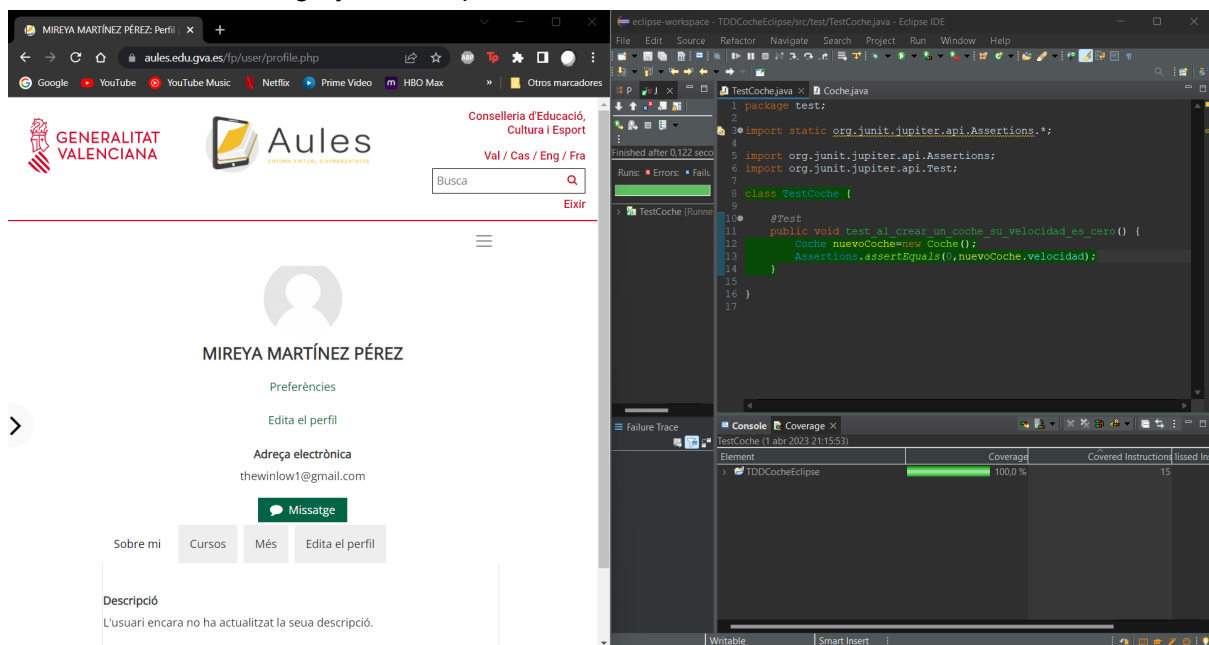 MIREYA MARTÍNEZ PÉREZ: Perfil
aules.edu.gva.es/fp/user/profile.php
Google YouTube YouTube Music Netflix Prime Video HBO Max » Otros marcadores
GENERALITAT
VALENCIANA
Aules
ENTORN VIRTUAL D'APRENENTATGE
Conselleria d'Educació,
Cultura i Esport
Val / Cas / Eng / Fra
Busca
Eixir
MIREYA MARTÍNEZ PÉREZ
Preferències
Edita el perfil
Adreça electrònica
thewinlow1@gmail.com
Missatge
Sobre mi Cursos Més Edita el perfil
Descripció
L'usuari encara no ha actualitzat la seua descripció.
eclipse-workspace - TDDCocheEclipse/src/test/TestCoche.java - Eclipse IDE
File Edit Source Refactor Navigate Search Project Run Window Help
P J
TestCoche.java Coche.java
Finished after 0,122 seco
Runs: Errors: Failu
TestCoche [Runne
1 package test;
2
3 import static org.junit.jupiter.api.Assertions.*;
4
5 import org.junit.jupiter.api.Assertions;
6 import org.junit.jupiter.api.Test;
7
8 class TestCoche {
9
10 @Test
11 public void test_al_crear_un_coche_su_velocidad_es_cero() {
12 Coche nuevoCoche=new Coche();
13 Assertions.assertEquals(0,nuevoCoche.velocidad);
14 }
15
16 }
17
Failure Trace
Console Coverage
TestCoche (1 abr 2023 21:15:53)
Element Coverage Covered Instructions lissed In
TDDCocheEclipse 100,0 % 15
Writable Smart Insert